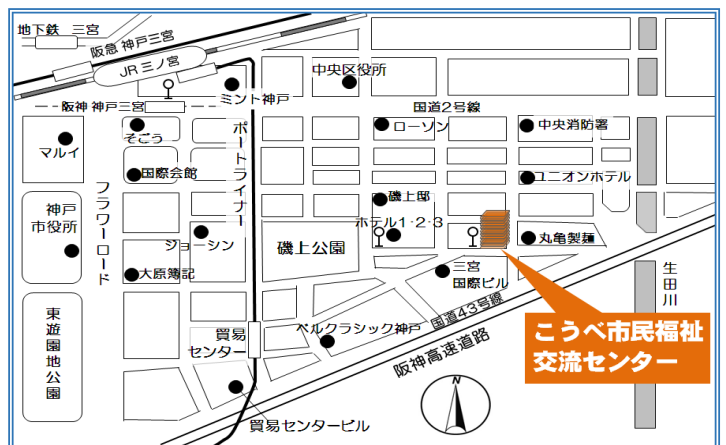 地下鉄 三宮
阪急 神戸三宮
JR 三ノ宮
中央区役所
ミント神戸
阪神 神戸三宮
国道2号線
そごう
ローソン
中央消防署
マルイ
ポートライナー
国際会館
ユニオンホテル
フラワーロード
磯上邸
神戸
市役所
ホテル1・2・3
ジョーシン
磯上公園
丸亀製麺
大原簿記
三宮
国際ビル
生田川
国道43号線
東遊園地公園
貿易
センター
ベルクラシック神戸
阪神高速道路
こうべ市民福祉
交流センター
N
貿易センタービル